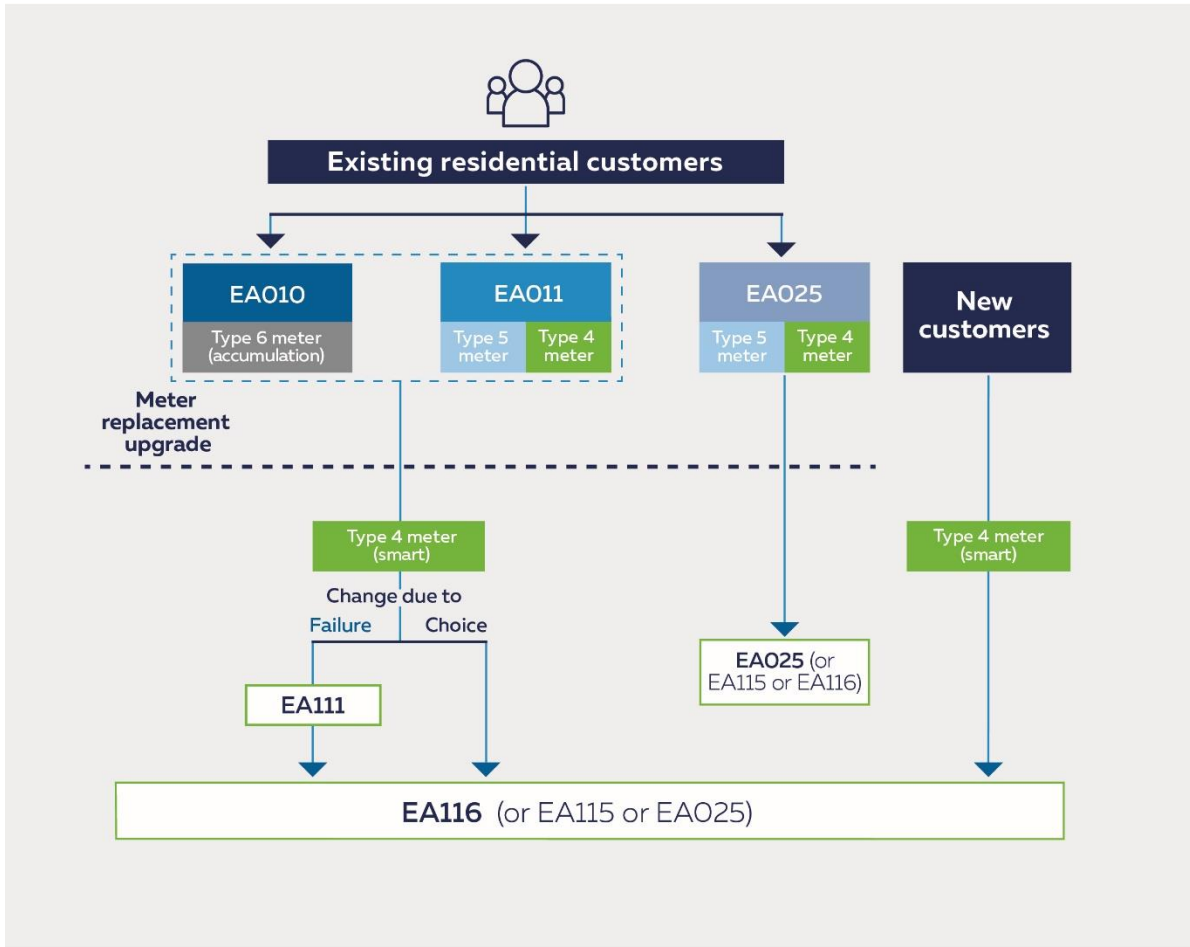 Existing residential customers
EA010
Type 6 meter
(accumulation)
EA011
Type 5
meter
Type 4
meter
EA025
Type 5
meter
Type 4
meter
New
customers
Meter
replacement
upgrade
Type 4 meter
(smart)
Change due to
Failure
Choice
EA111
EA025 (or
EA115 or EA116)
Type 4 meter
(smart)
EA116 (or EA115 or EA025)